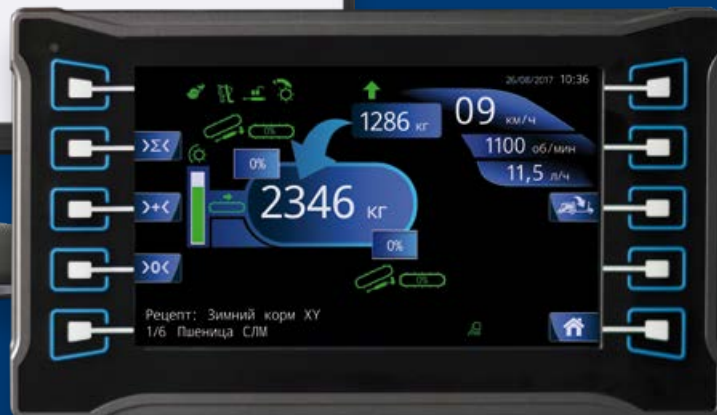 26/08/2017 10:36
0%
1286 кг
09 км/ч
>Σ<
1100 об/мин
0%
11,5 л/ч
>+<
2346 кг
0%
>0<
0%
Рецепт: Зимний корм XY
1/6 Пшеница СЛМ